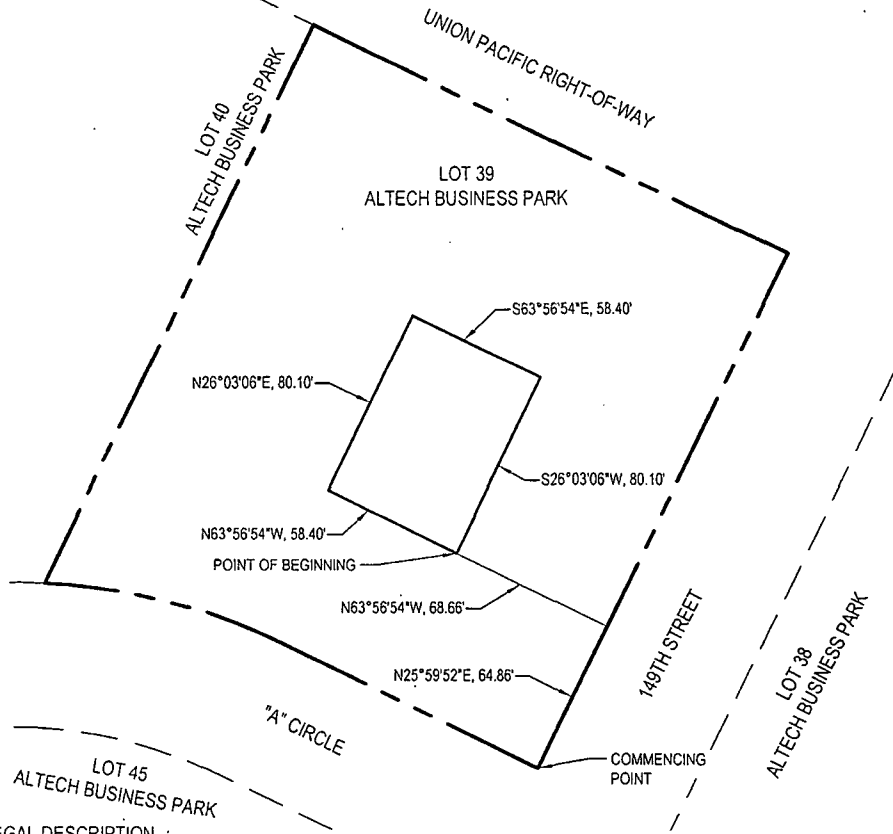 UNION PACIFIC RIGHT-OF-WAY
LOT 40
ALTECH BUSINESS PARK
LOT 39
ALTECH BUSINESS PARK
S63°56'54"E, 58.40'
N26°03'06"E, 80.10'
S26°03'06"W, 80.10'
N63°56'54"W, 58.40'
POINT OF BEGINNING
N63°56'54"W, 68.66'
149TH STREET
N25°59'52"E, 64.86'
LOT 38
ALTECH BUSINESS PARK
"A" CIRCLE
COMMENCING
POINT
LOT 45
ALTECH BUSINESS PARK